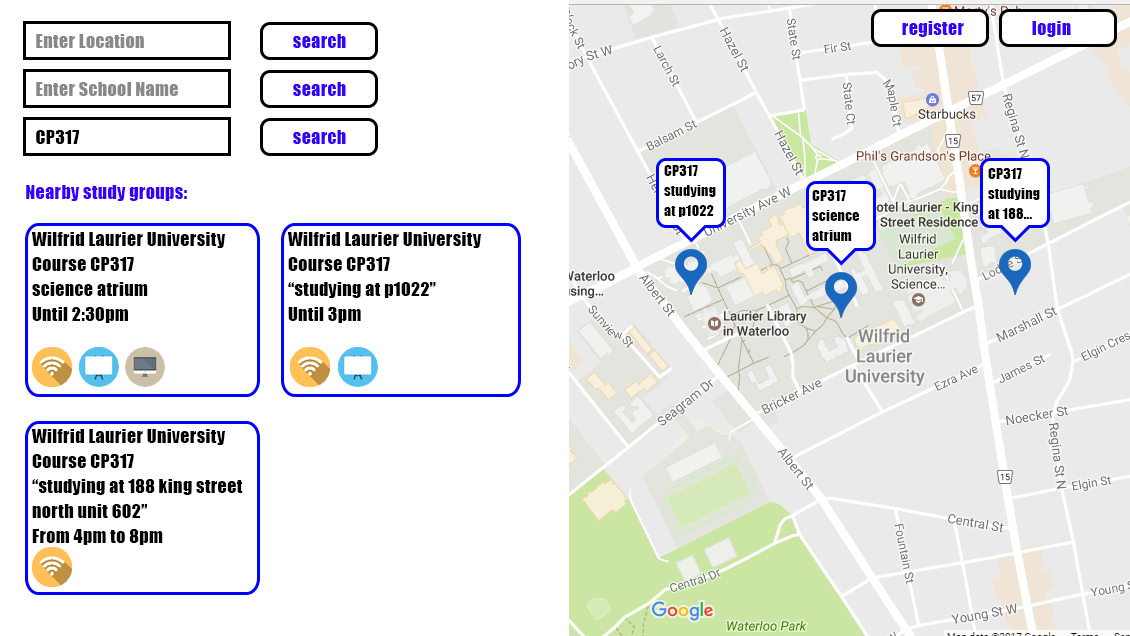 Enter Location
search
Enter School Name
search
CP317
search
Nearby study groups:
Wilfrid Laurier University
Course CP317
science atrium
Until 2:30pm
Wilfrid Laurier University
Course CP317
“studying at p1022”
Until 3pm
Wilfrid Laurier University
Course CP317
“studying at 188 king street
north unit 602”
From 4pm to 8pm
register
login
State St
Hazel St
Fir St
Larch St
ory St W
State Ct
Maple Ct
57
Starbucks
Regina St N
15
Balsam St
Hazel St
Phil's Grandson's Place
CP317
studying
at p1022
CP317
science
atrium
CP317
studying
at 188...
University Ave W
otel Laurier - King
Street Residence
Wilfrid
Laurier
University,
Science...
Waterloo
sing...
Albert St
Sunview St
Laurier Library
in Waterloo
Wilfrid
Laurier
University
Marshall St
Elgin Cres
James St
Ezra Ave
Bricker Ave
Seagram Dr
Noecker St
Regina St N
Albert St
15
Elgin St
Central St
Fountain St
Central Dr
Young St
Young St W
Google
Waterloo Park
Map data ©2017 Google
Terms